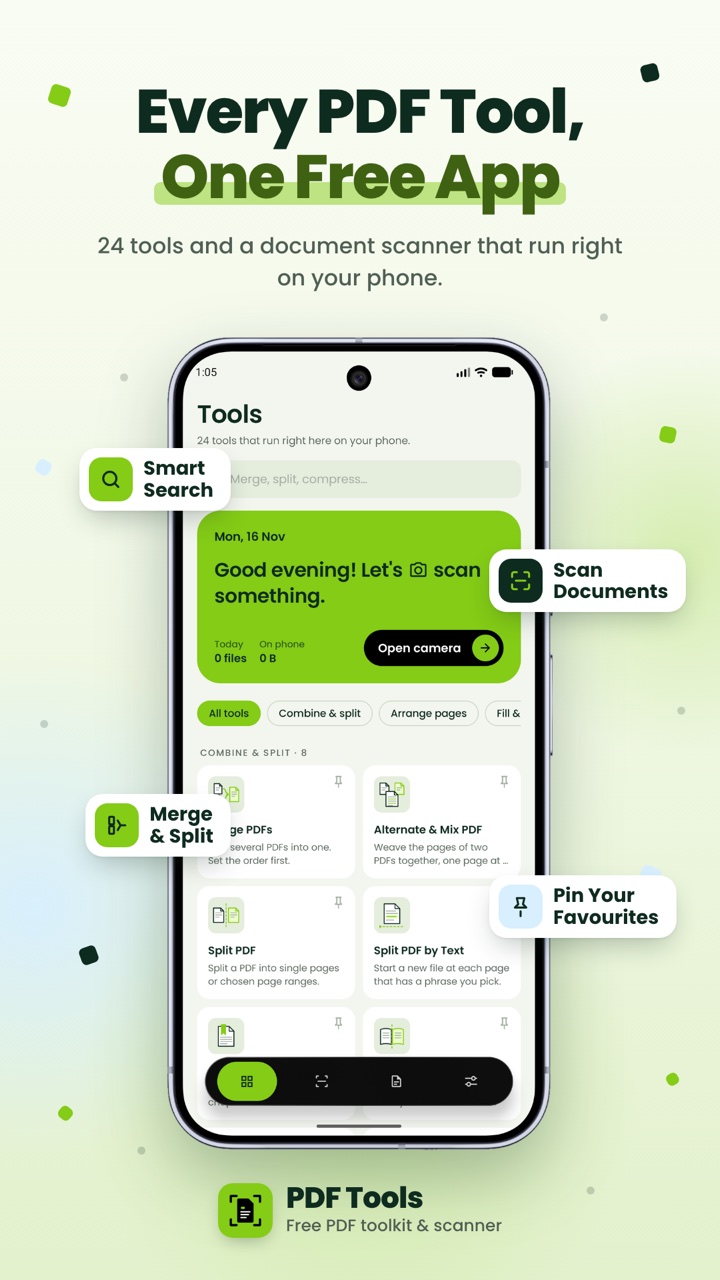 Every PDF Tool,
One Free App
24 tools and a document scanner that run right
on your phone.
1:05
Tools
24 tools that run right here on your phone.
Smart
Search
Merge, split, compress...
Mon, 16 Nov
Good evening! Let's scan
something.
Scan
Documents
Today
On phone
0 files
0 B
Open camera
All tools
Combine & split
Arrange pages
Fill &
COMBINE & SPLIT · 8
Merge
& Split
ge PDFs
several PDFs into one.
Set the order first.
Alternate & Mix PDF
Weave the pages of two
PDFs together, one page at ...
Pin Your
Favourites
Split PDF
Split a PDF into single pages
or chosen page ranges.
Split PDF by Text
Start a new file at each page
that has a phrase you pick.
PDF Tools
Free PDF toolkit & scanner